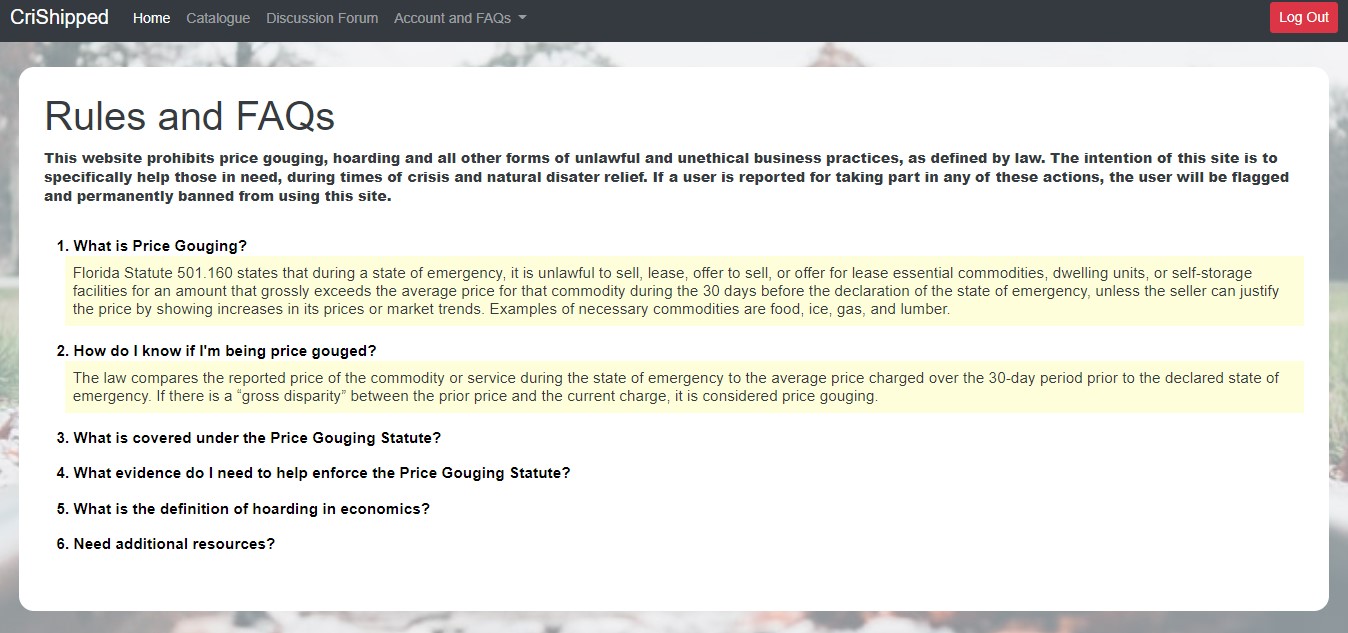 CriShipped Home Catalogue Discussion Forum Account and FAQs Log Out
Rules and FAQs
This website prohibits price gouging, hoarding and all other forms of unlawful and unethical business practices, as defined by law. The intention of this site is to
specifically help those in need, during times of crisis and natural disater relief. If a user is reported for taking part in any of these actions, the user will be flagged
and permanently banned from using this site.
1. What is Price Gouging?
Florida Statute 501.160 states that during a state of emergency, it is unlawful to sell, lease, offer to sell, or offer for lease essential commodities, dwelling units, or self-storage
facilities for an amount that grossly exceeds the average price for that commodity during the 30 days before the declaration of the state of emergency, unless the seller can justify
the price by showing increases in its prices or market trends. Examples of necessary commodities are food, ice, gas, and lumber.
2. How do I know if I'm being price gouged?
The law compares the reported price of the commodity or service during the state of emergency to the average price charged over the 30-day period prior to the declared state of
emergency. If there is a “gross disparity” between the prior price and the current charge, it is considered price gouging.
3. What is covered under the Price Gouging Statute?
4. What evidence do I need to help enforce the Price Gouging Statute?
5. What is the definition of hoarding in economics?
6. Need additional resources?